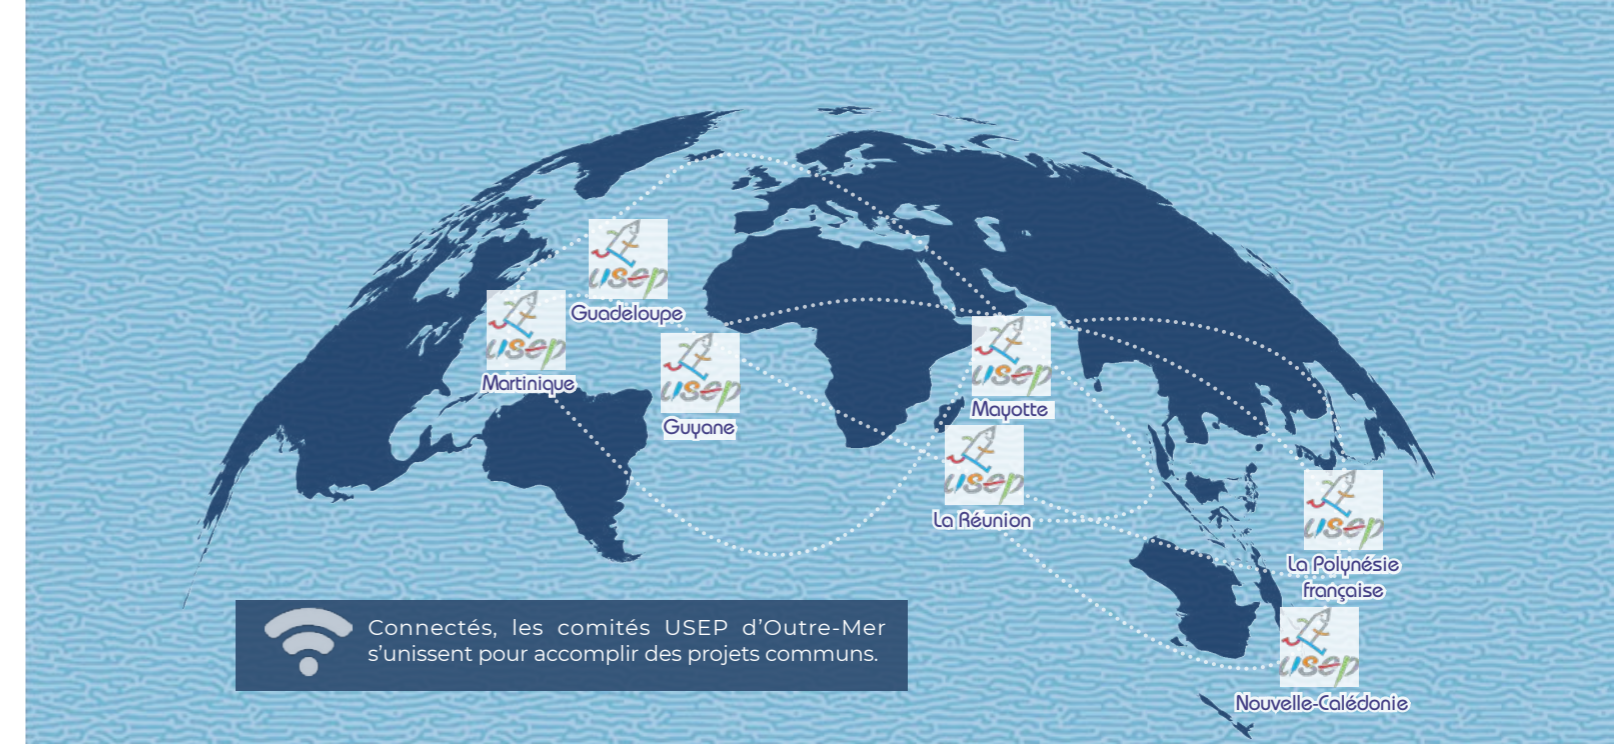 usep
Guadeloupe
usep
Martinique
usep
Guyane
usep
Mayotte
usep
La Réunion
usep
La Polynésie
française
usep
Nouvelle-Calédonie
Connectés, les comités USEP d’Outre-Mer
s’unissent pour accomplir des projets communs.